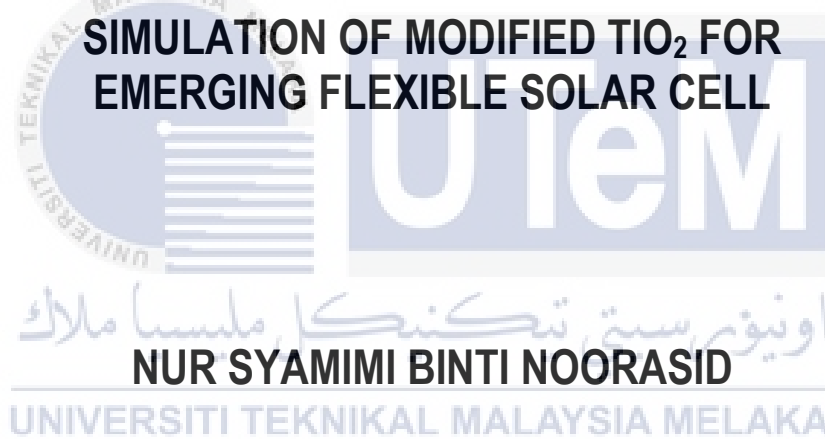 SIMULATION OF MODIFIED TIO₂ FOR
EMERGING FLEXIBLE SOLAR CELL
UTeM
اونيۏرسيتي تيكنيكل مليسيا ملاك
NUR SYAMIMI BINTI NOORASID
UNIVERSITI TEKNIKAL MALAYSIA MELAKA